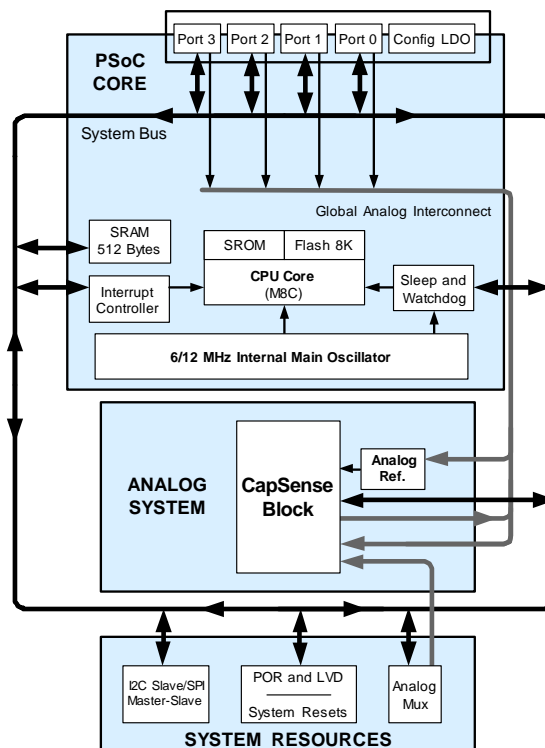 Port 3 Port 2 Port 1 Port 0 Config LDO
PSoC
CORE
System Bus
Global Analog Interconnect
SRAM
512 Bytes
SROM Flash 8K
CPU Core
(M8C)
Interrupt
Controller
Sleep and
Watchdog
6/12 MHz Internal Main Oscillator
ANALOG
SYSTEM
CapSense
Block
Analog
Ref.
I2C Slave/SPI
Master-Slave
POR and LVD
System Resets
Analog
Mux
SYSTEM RESOURCES